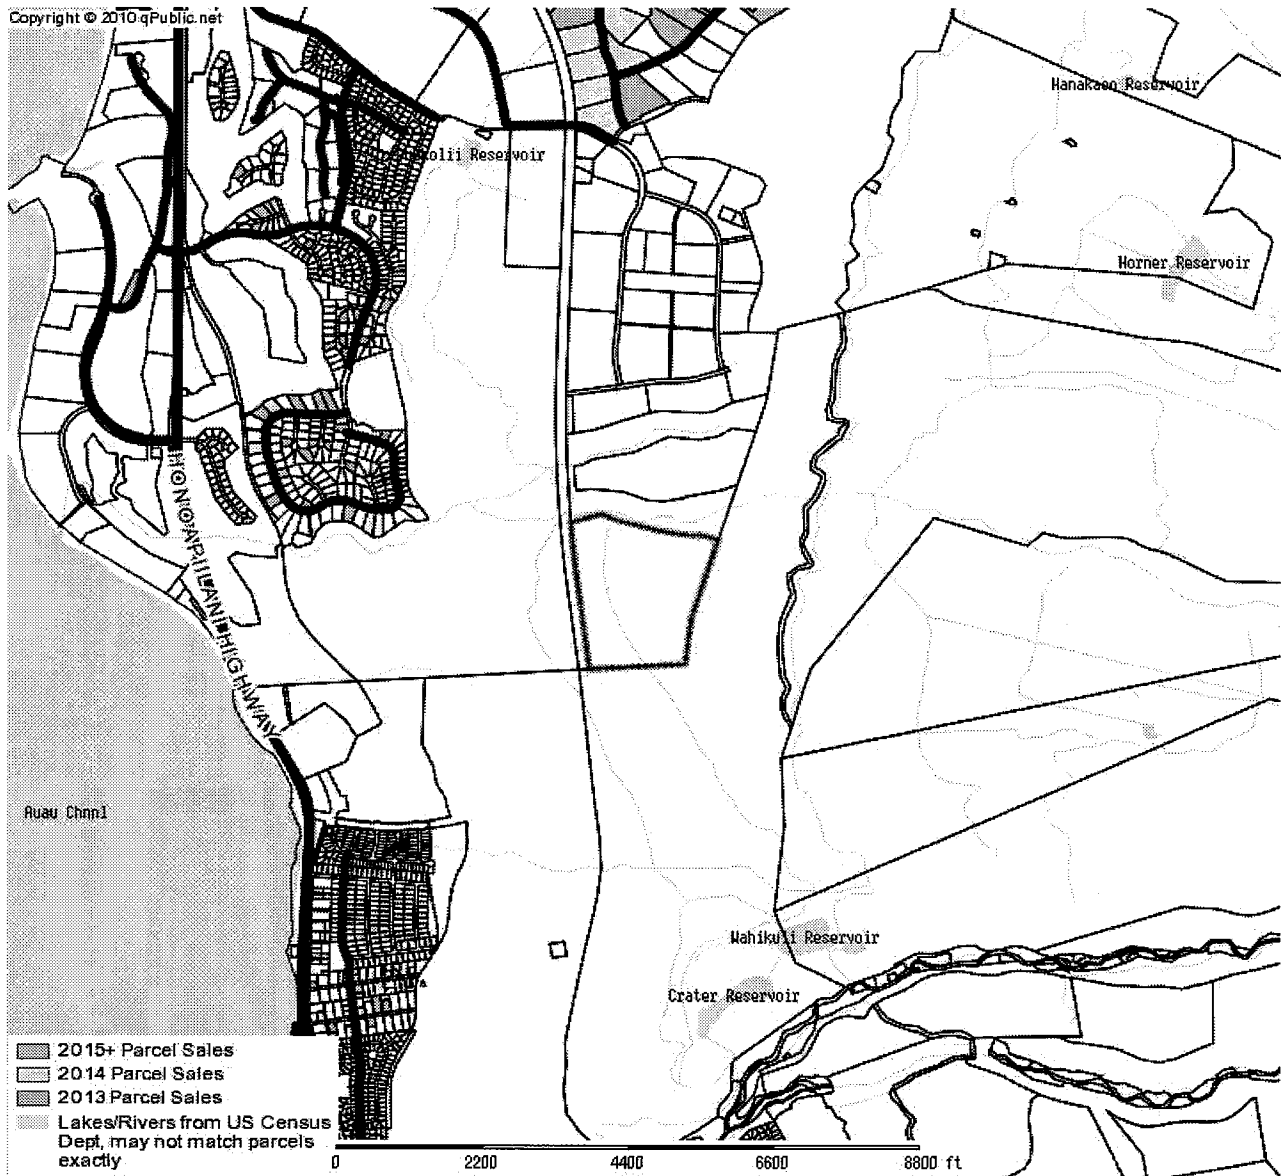 Copyright © 2010 qPublic.net
Hanakaoo Reservoir
Reservoir
Horner Reservoir
HONOAPIILANI HIGHWAY
Auau Chnnl
Wahikuli Reservoir
Crater Reservoir
2015+ Parcel Sales
2014 Parcel Sales
2013 Parcel Sales
Lakes/Rivers from US Census
Dept, may not match parcels
exactly
0 2200 4400 6600 8800 ft